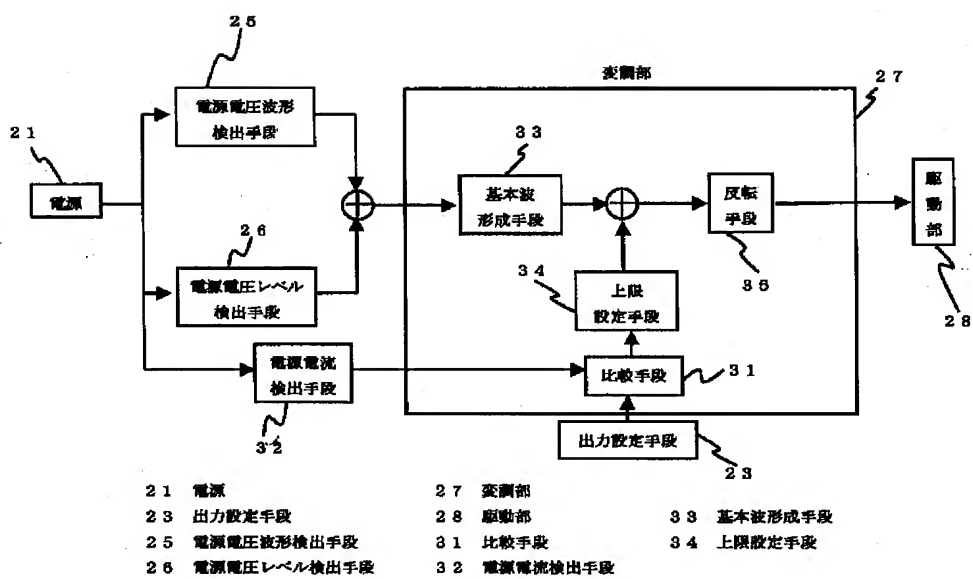 25
電源電圧波形
検出手段
変調部
27
21
電源
33
基本波
形成手段
反転
手段
35
駆
動
部
28
26
電源電圧レベル
検出手段
34
上限
設定手段
電源電流
検出手段
32
比較手段
31
出力設定手段
23
21 電源
23 出力設定手段
25 電源電圧波形検出手段
26 電源電圧レベル検出手段
27 変調部
28 駆動部
31 比較手段
32 電源電流検出手段
33 基本波形成手段
34 上限設定手段